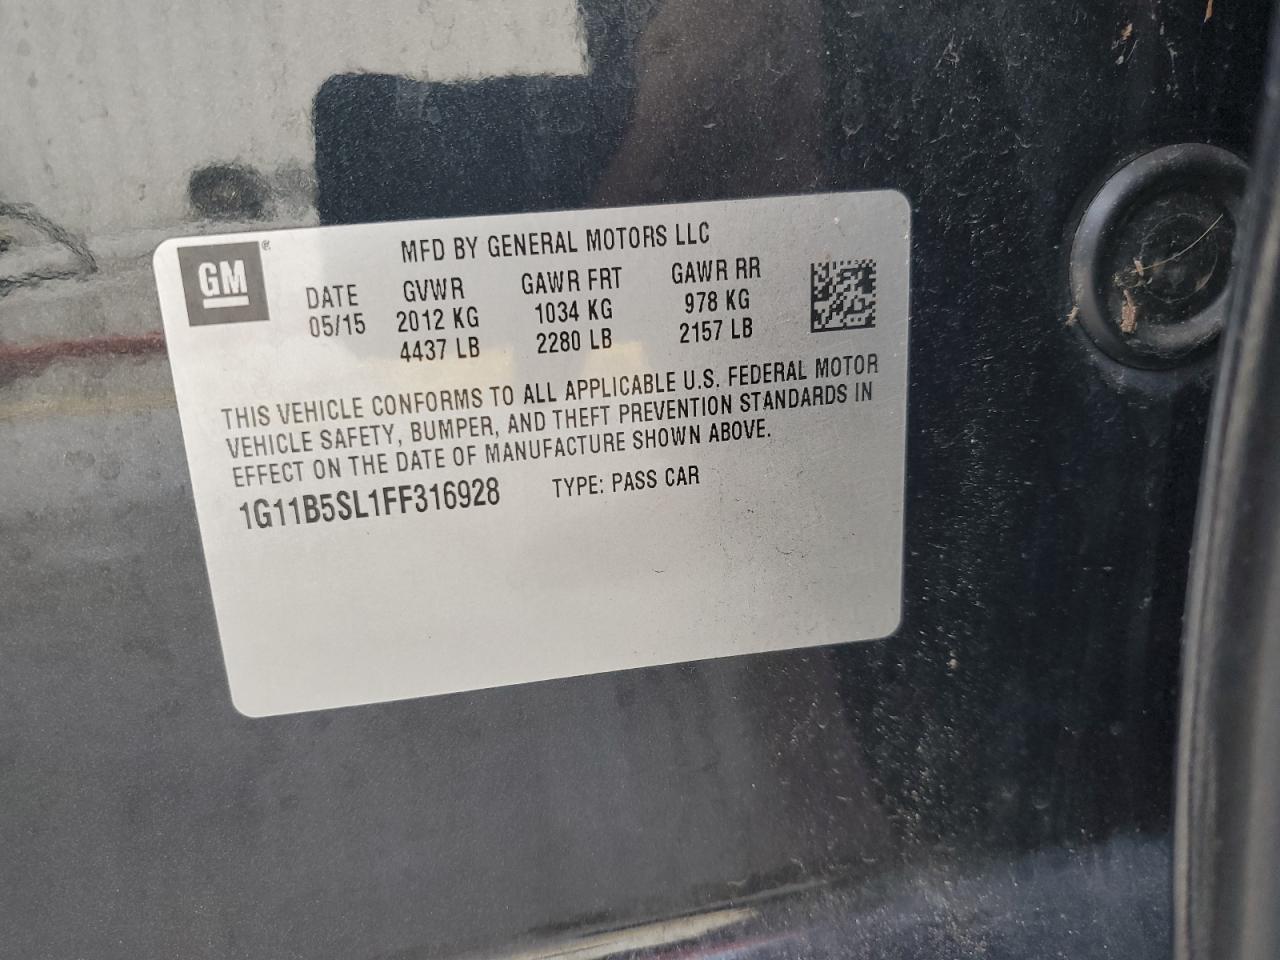 GM ®
MFD BY GENERAL MOTORS LLC
DATE GVWR GAWR FRT GAWR RR
05/15 2012 KG 1034 KG 978 KG
4437 LB 2280 LB 2157 LB
THIS VEHICLE CONFORMS TO ALL APPLICABLE U.S. FEDERAL MOTOR
VEHICLE SAFETY, BUMPER, AND THEFT PREVENTION STANDARDS IN
EFFECT ON THE DATE OF MANUFACTURE SHOWN ABOVE.
1G11B5SL1FF316928 TYPE: PASS CAR